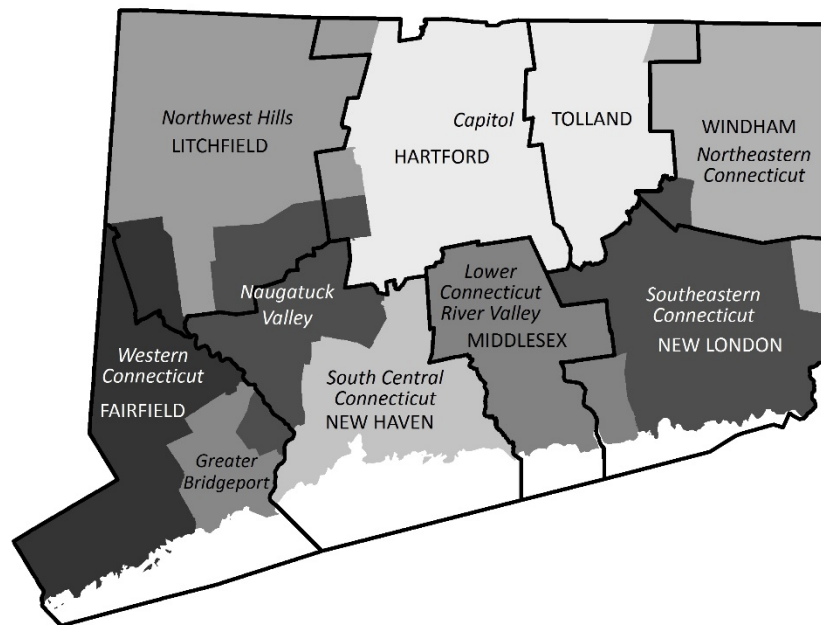 Northwest Hills
LITCHFIELD
Capitol
HARTFORD
TOLLAND
WINDHAM
Northeastern
Connecticut
Naugatuck
Valley
Lower
Connecticut
River Valley
MIDDLESEX
Southeastern
Connecticut
NEW LONDON
Western
Connecticut
FAIRFIELD
South Central
Connecticut
NEW HAVEN
Greater
Bridgeport